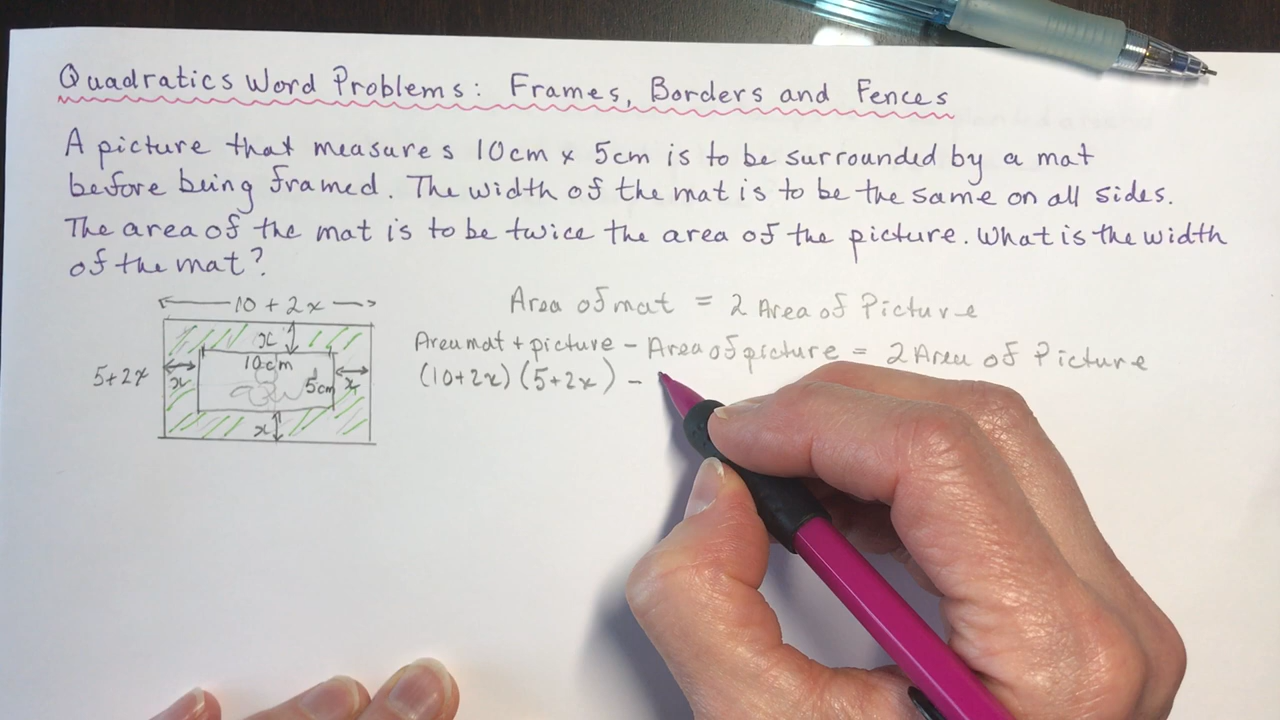 Quadratics Word Problems: Frames, Borders and Fences
A picture that measures 10cm x 5cm is to be surrounded by a mat
before being framed. The width of the mat is to be the same on all sides.
The area of the mat is to be twice the area of the picture. What is the width
of the mat?
10 + 2x
Area of mat = 2 Area of Picture
x
Area mat + picture - Area of picture = 2 Area of Picture
10cm
5+2x
x
5cm
x
(10+2x)(5+2x) -
x